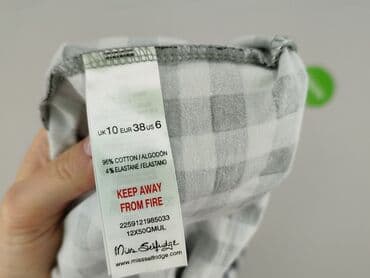 UK 10 EUR 38 US 6
96% COTTON/ALGODÓN
4% ELASTANE/ELASTANO
KEEP AWAY
FROM FIRE
2259121985033
12X50QMUL
Miss Selfridge
www.missselfridge.com